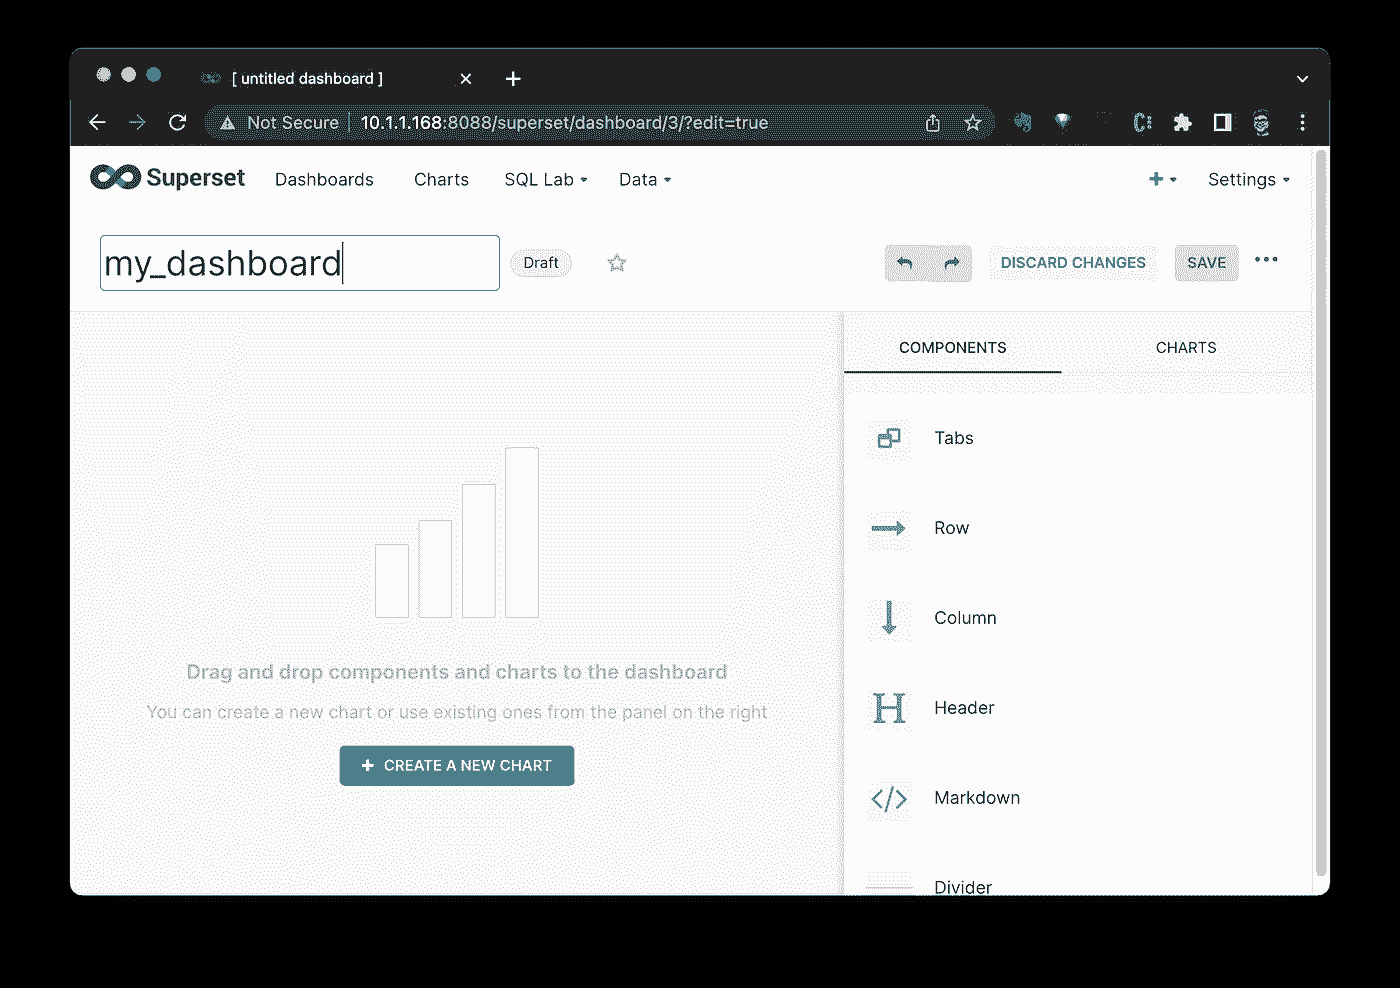 [ untitled dashboard ]
Not Secure 10.1.1.168:8088/superset/dashboard/3/?edit=true
Superset Dashboards Charts SQL Lab Data Settings
my_dashboard Draft DISCARD CHANGES SAVE
COMPONENTS CHARTS
Tabs
Row
Column
H Header
Markdown
Divider
Drag and drop components and charts to the dashboard
You can create a new chart or use existing ones from the panel on the right
+ CREATE A NEW CHART